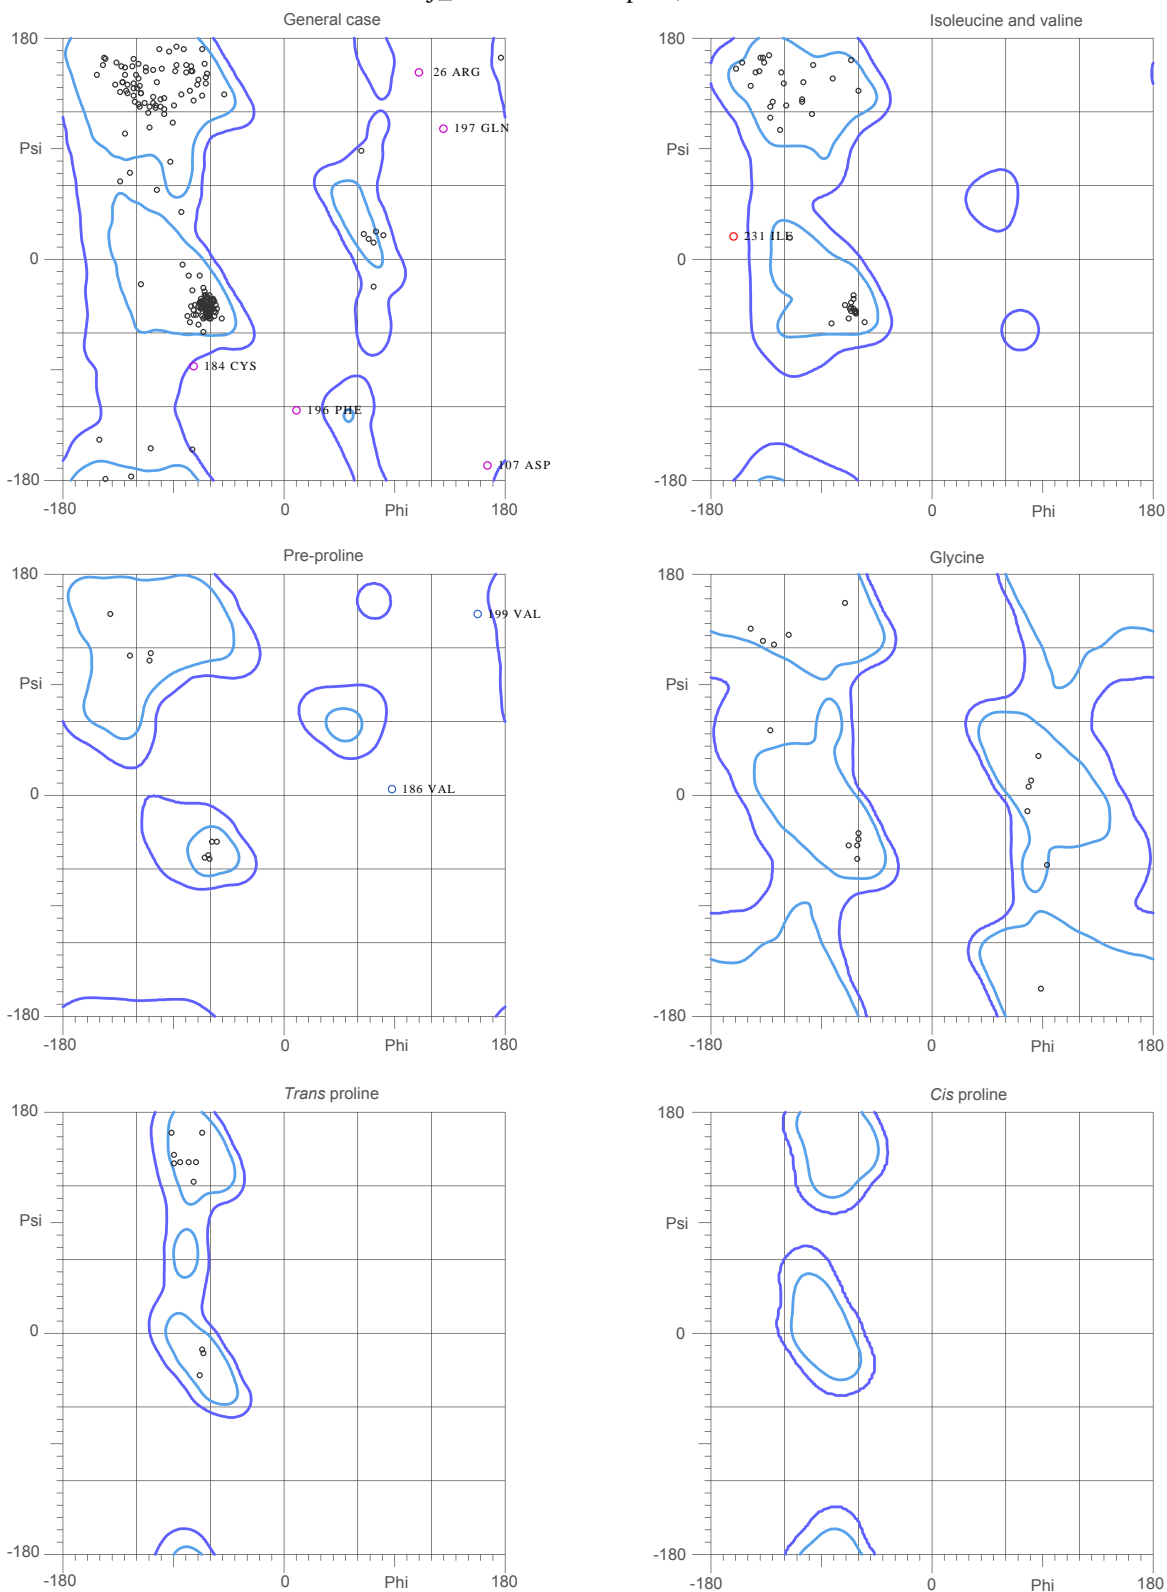 General case
Isoleucine and valine
180
26 ARG
197 GLN
Psi
0
184 CYS
196 PHE
107 ASP
-180
-180
0
Phi
180
180
Psi
231 ILE
0
-180
-180
0
Phi
180
Pre-proline
Glycine
180
199 VAL
Psi
0
186 VAL
-180
-180
0
Phi
180
180
Psi
0
-180
-180
0
Phi
180
Trans proline
Cis proline
180
Psi
0
-180
-180
0
Phi
180
180
Psi
0
-180
-180
0
Phi
180